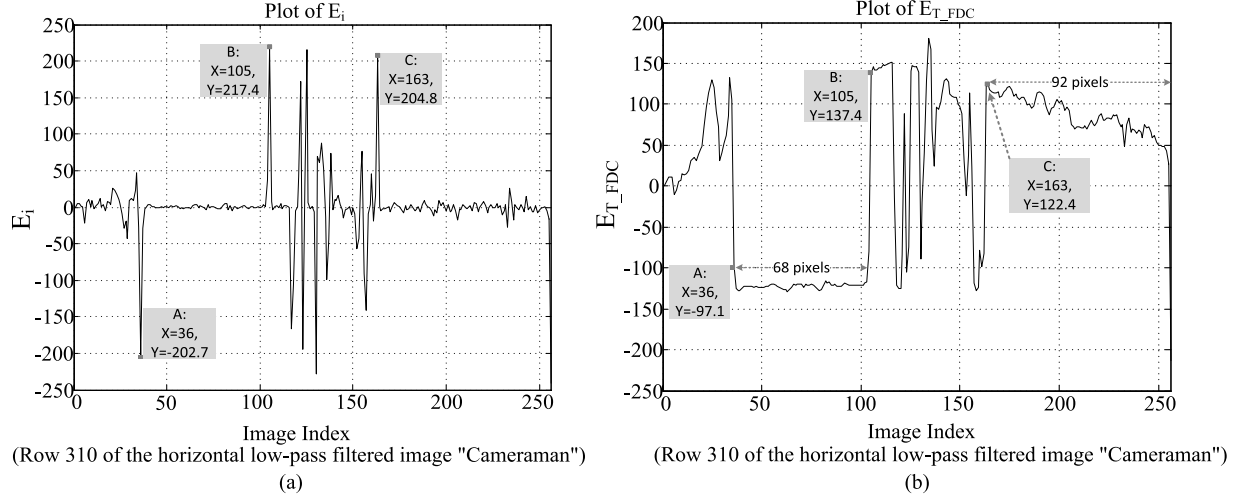 Plot of E_i
250
200
150
100
50
0
-50
-100
-150
-200
-250
E_i
B:
X=105,
Y=217.4
C:
X=163,
Y=204.8
A:
X=36,
Y=-202.7
0
50
100
150
200
250
Image Index
(Row 310 of the horizontal low-pass filtered image "Cameraman")
(a)
Plot of E_T_FDC
200
150
100
50
0
-50
-100
-150
-200
-250
E_T_FDC
B:
X=105,
Y=137.4
92 pixels
C:
X=163,
Y=122.4
68 pixels
A:
X=36,
Y=-97.1
0
50
100
150
200
250
Image Index
(Row 310 of the horizontal low-pass filtered image "Cameraman")
(b)